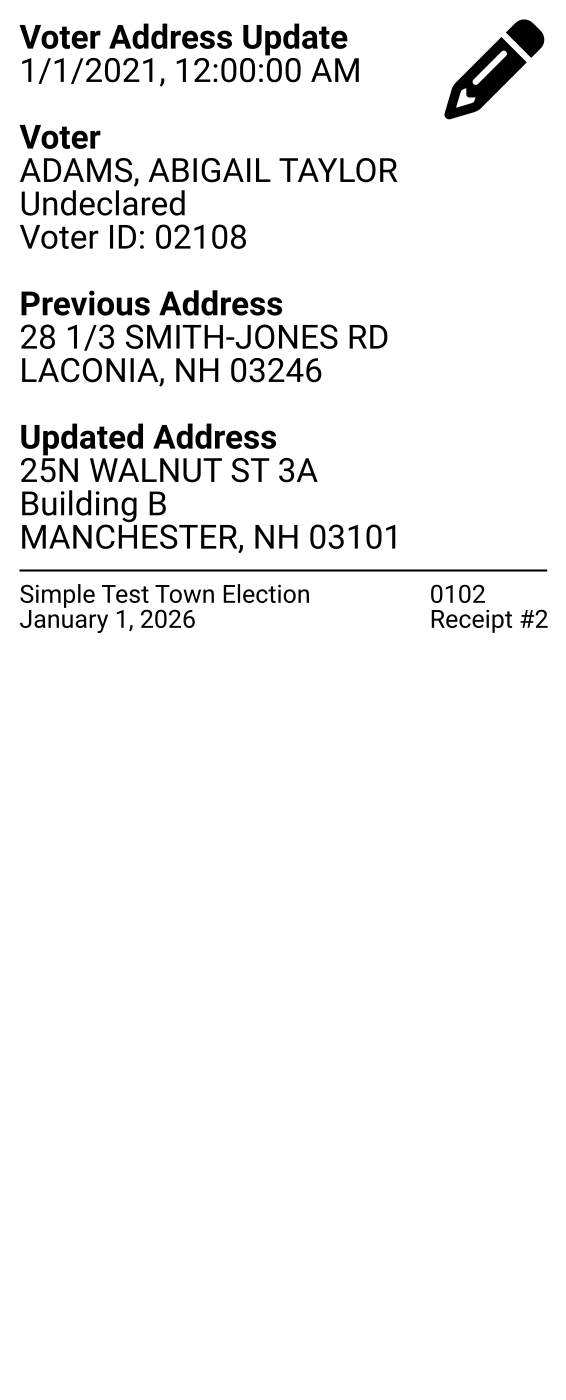 Voter Address Update
1/1/2021, 12:00:00 AM
Voter
ADAMS, ABIGAIL TAYLOR
Undeclared
Voter ID: 02108
Previous Address
28 1/3 SMITH-JONES RD
LACONIA, NH 03246
Updated Address
25N WALNUT ST 3A
Building B
MANCHESTER, NH 03101
Simple Test Town Election 0102
January 1, 2026 Receipt #2